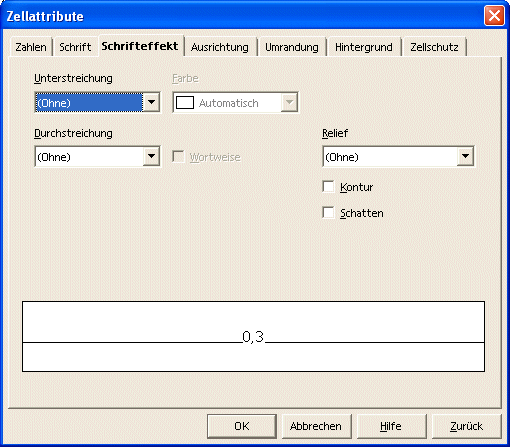 Zellattribute
Zahlen Schrift Schrifteffekt Ausrichtung Umrandung Hintergrund Zellschutz
Unterstreichung Farbe
(Ohne) Automatisch
Durchstreichung Relief
(Ohne) Wortweise (Ohne)
Kontur
Schatten
0,3
OK Abbrechen Hilfe Zurück